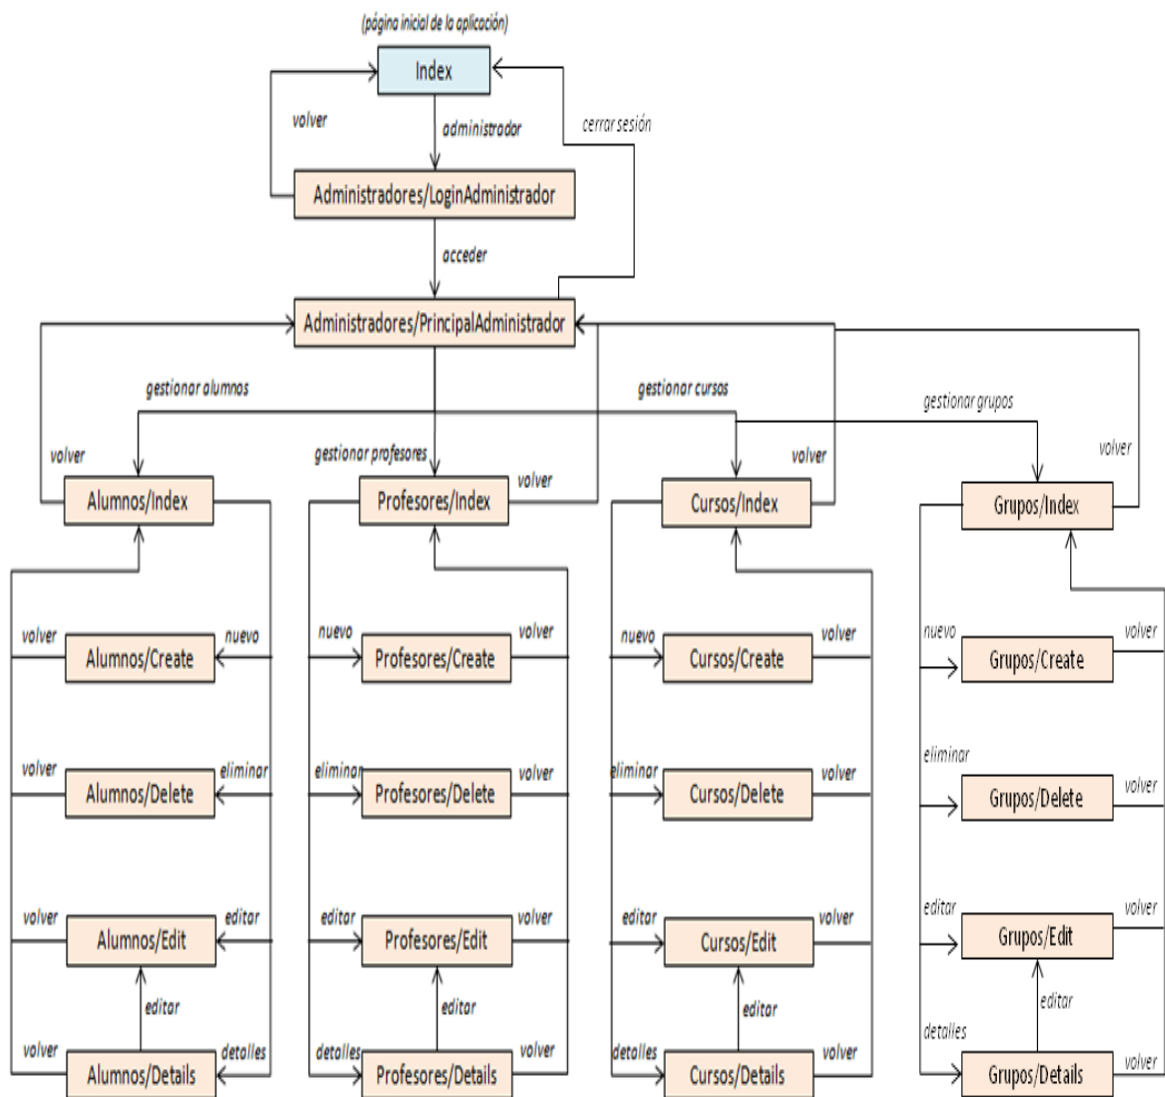 (página inicial de la aplicación)
Index
volver
administrador
cerrar sesión
Administradores/LoginAdministrador
acceder
Administradores/PrincipalAdministrador
gestionar alumnos
gestionar cursos
gestionar grupos
volver
gestionar profesores
volver
volver
volver
Alumnos/Index
Profesores/Index
Cursos/Index
Grupos/Index
volver
nuevo
nuevo
volver
nuevo
volver
nuevo
volver
Alumnos/Create
Profesores/Create
Cursos/Create
Grupos/Create
volver
eliminar
eliminar
volver
eliminar
volver
eliminar
volver
Alumnos/Delete
Profesores/Delete
Cursos/Delete
Grupos/Delete
volver
editar
editar
volver
editar
volver
editar
volver
Alumnos/Edit
Profesores/Edit
Cursos/Edit
Grupos/Edit
editar
editar
editar
editar
volver
detalles
detalles
volver
detalles
volver
detalles
volver
Alumnos/Details
Profesores/Details
Cursos/Details
Grupos/Details